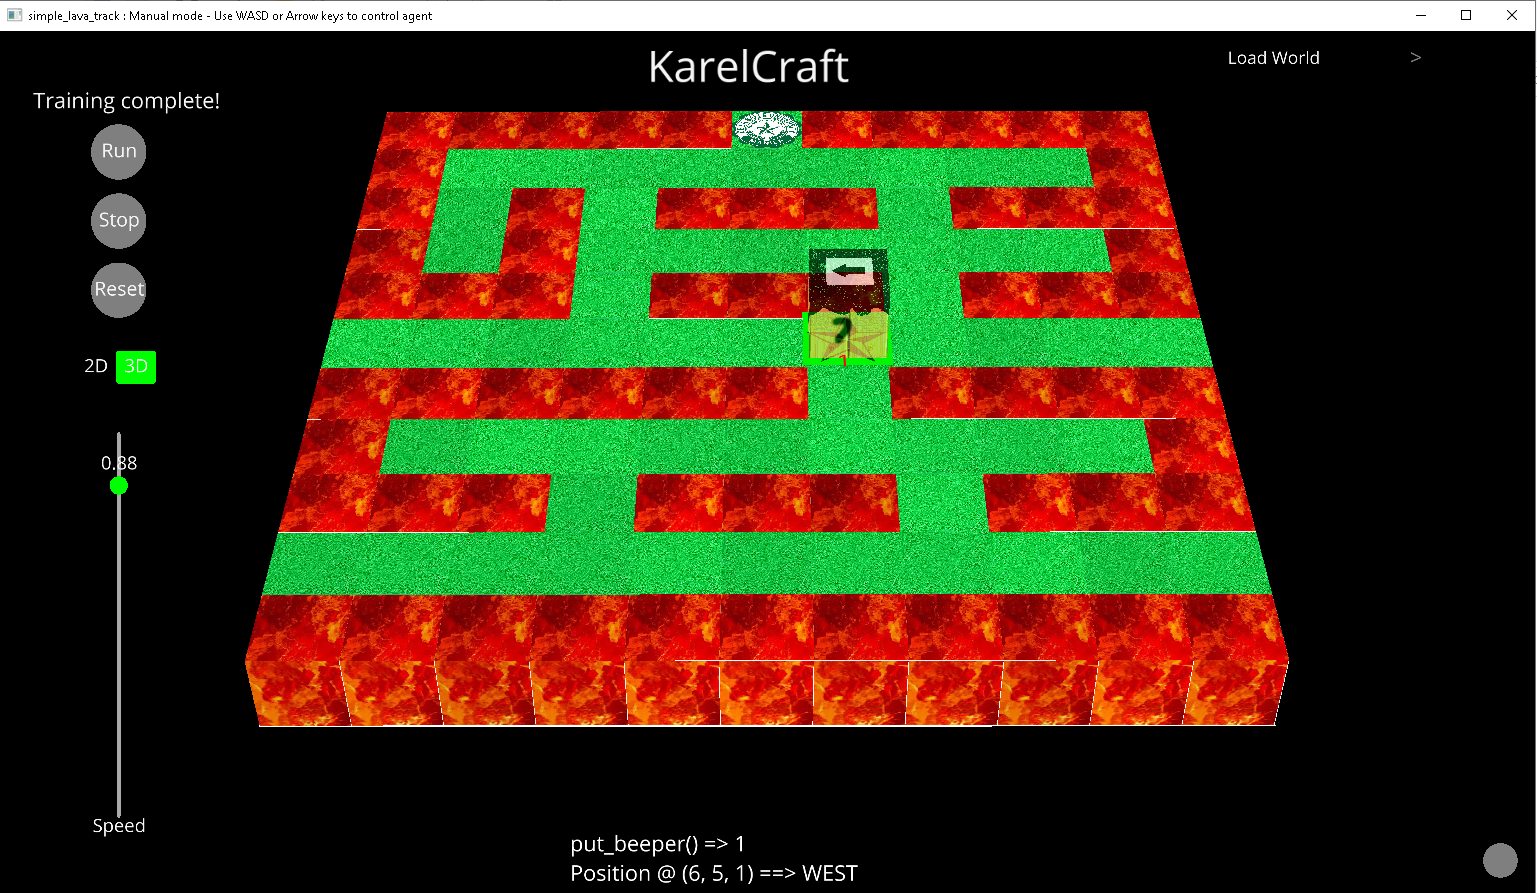 simple_lava_track : Manual mode - Use WASD or Arrow keys to control agent
KarelCraft
Load World >
Training complete!
Run
Stop
Reset
2D 3D
0.88
Speed
1
put_beeper() => 1
Position @ (6, 5, 1) ==> WEST